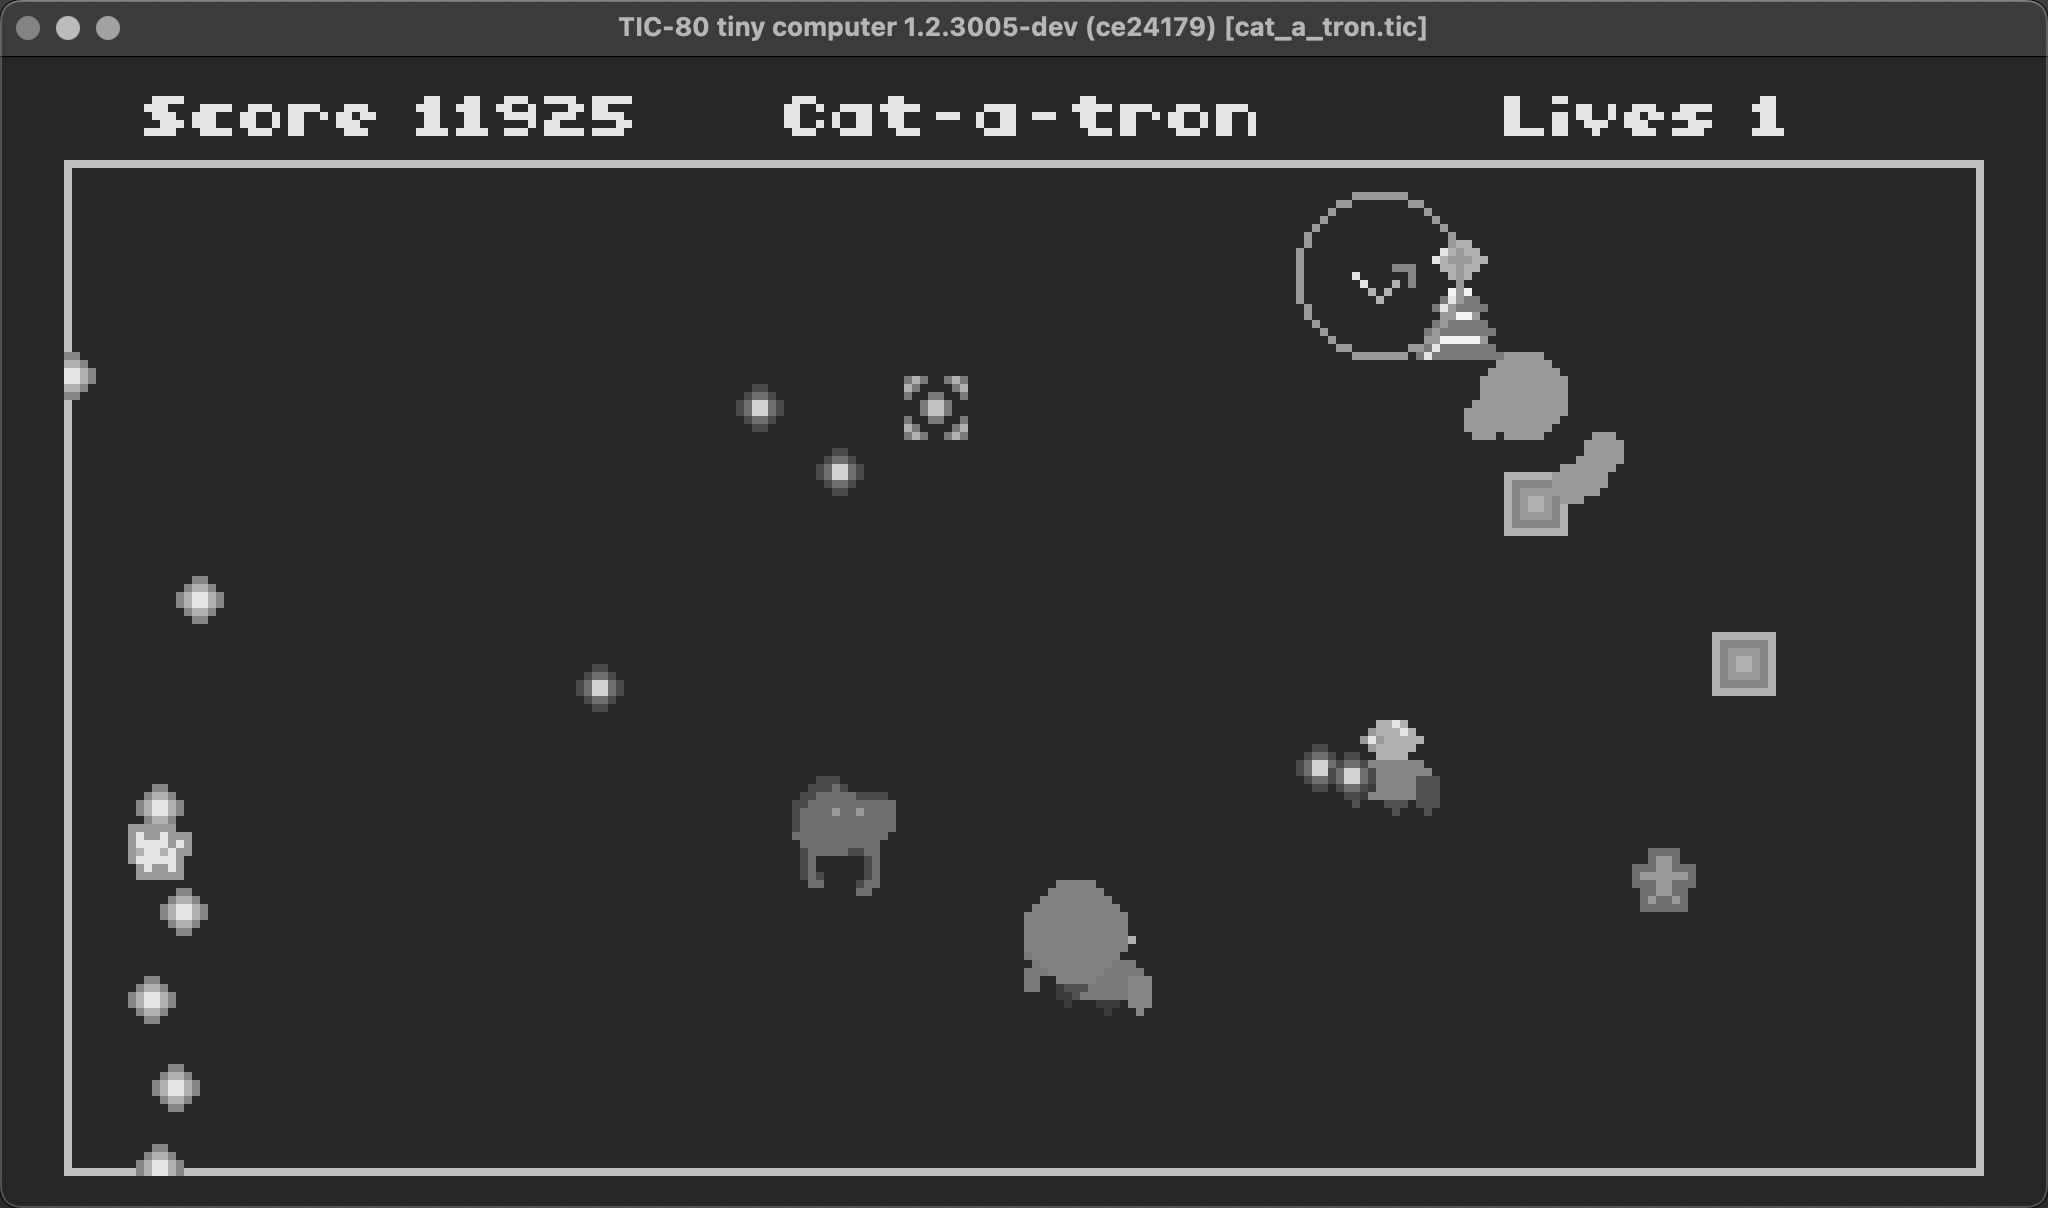 TIC-80 tiny computer 1.2.3005-dev (ce24179) [cat_a_tron.tic]
Score 11925 Cat-a-tron Lives 1